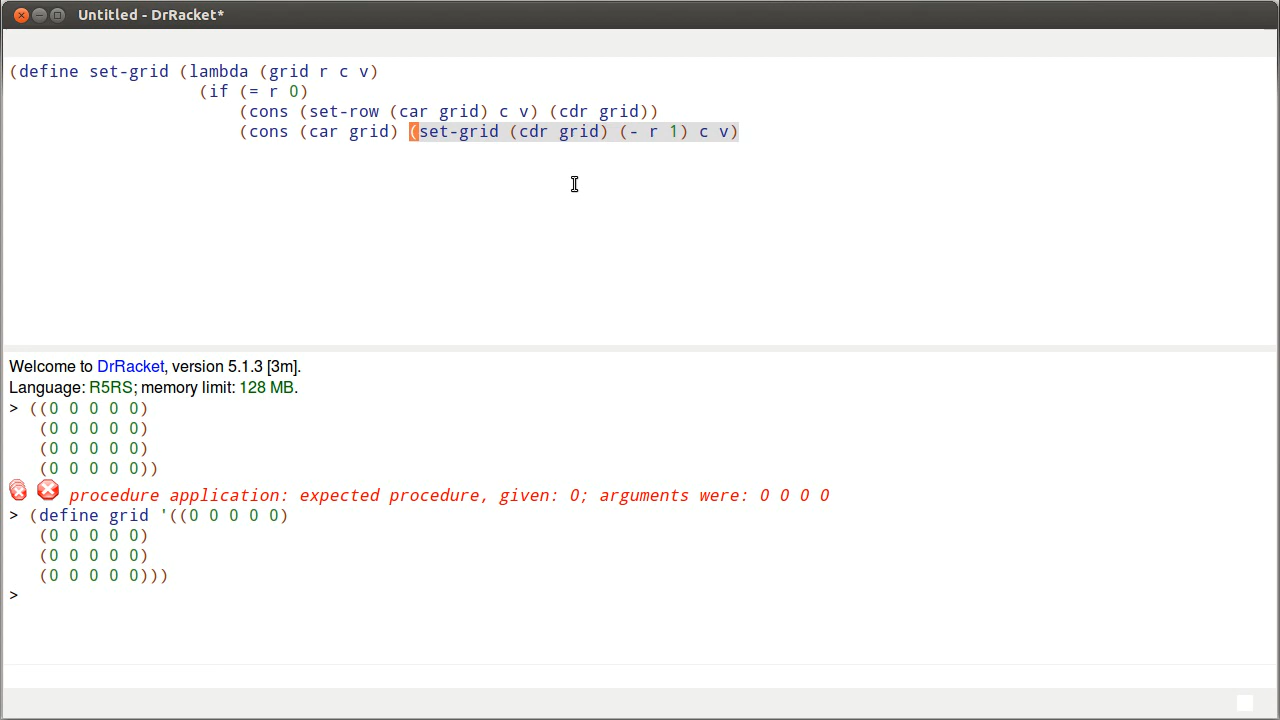 Untitled - DrRacket*
(define set-grid (lambda (grid r c v)
(if (= r 0)
(cons (set-row (car grid) c v) (cdr grid))
(cons (car grid) (set-grid (cdr grid) (- r 1) c v)
Welcome to DrRacket, version 5.1.3 [3m].
Language: R5RS; memory limit: 128 MB.
> ((0 0 0 0 0)
(0 0 0 0 0)
(0 0 0 0 0)
(0 0 0 0 0))
procedure application: expected procedure, given: 0; arguments were: 0 0 0 0
> (define grid '((0 0 0 0 0)
(0 0 0 0 0)
(0 0 0 0 0)
(0 0 0 0 0)))
>